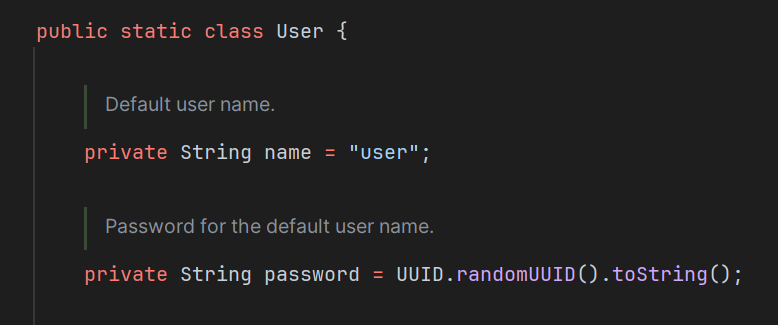 public static class User {
Default user name.
private String name = "user";
Password for the default user name.
private String password = UUID.randomUUID().toString();